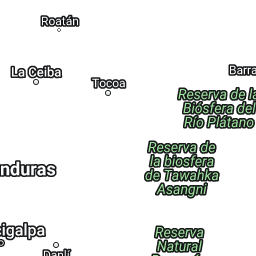 Roatán
La Ceiba
Tocoa
Barra
Reserva de la
Biósfera del
Río Plátano
Reserva de
la biosfera
de Tawahka
Asangni
nduras
igalpa
Reserva
Natural
Danlí